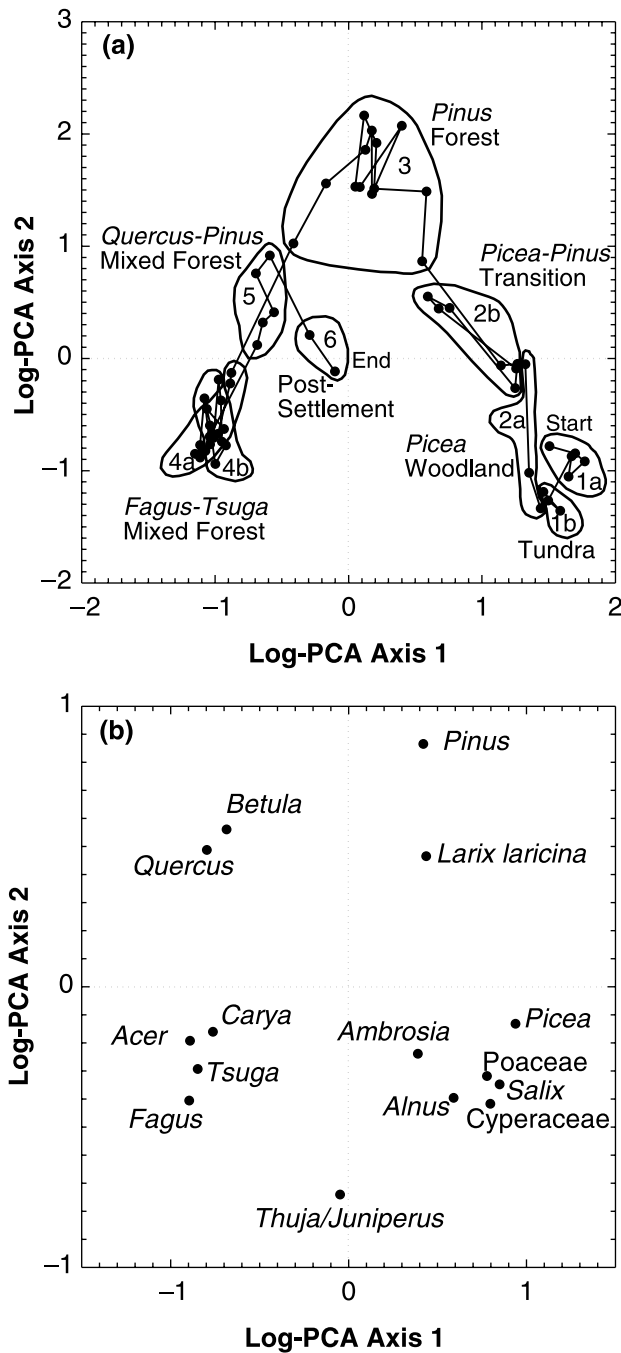 (a)
3
2
1
0
−1
−2
Log-PCA Axis 2
Pinus
Forest
3
Quercus-Pinus
Mixed Forest
Picea-Pinus
Transition
5
2b
6
End
Post-
Settlement
2a
Start
Picea
Woodland
1a
4a
4b
1b
Fagus-Tsuga
Mixed Forest
Tundra
−2
−1
0
1
2
Log-PCA Axis 1
(b)
1
0
−1
Log-PCA Axis 2
Pinus
Betula
Quercus
Larix laricina
Carya
Acer
Ambrosia
Picea
Tsuga
Poaceae
Salix
Fagus
Alnus
Cyperaceae
Thuja/Juniperus
−1
0
1
Log-PCA Axis 1